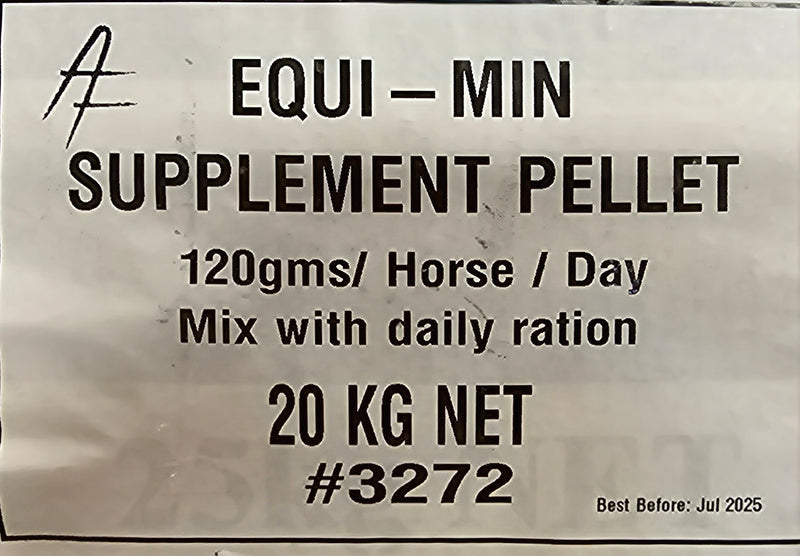 AF
EQUI – MIN
SUPPLEMENT PELLET
120gms/ Horse / Day
Mix with daily ration
20 KG NET
#3272
Best Before: Jul 2025